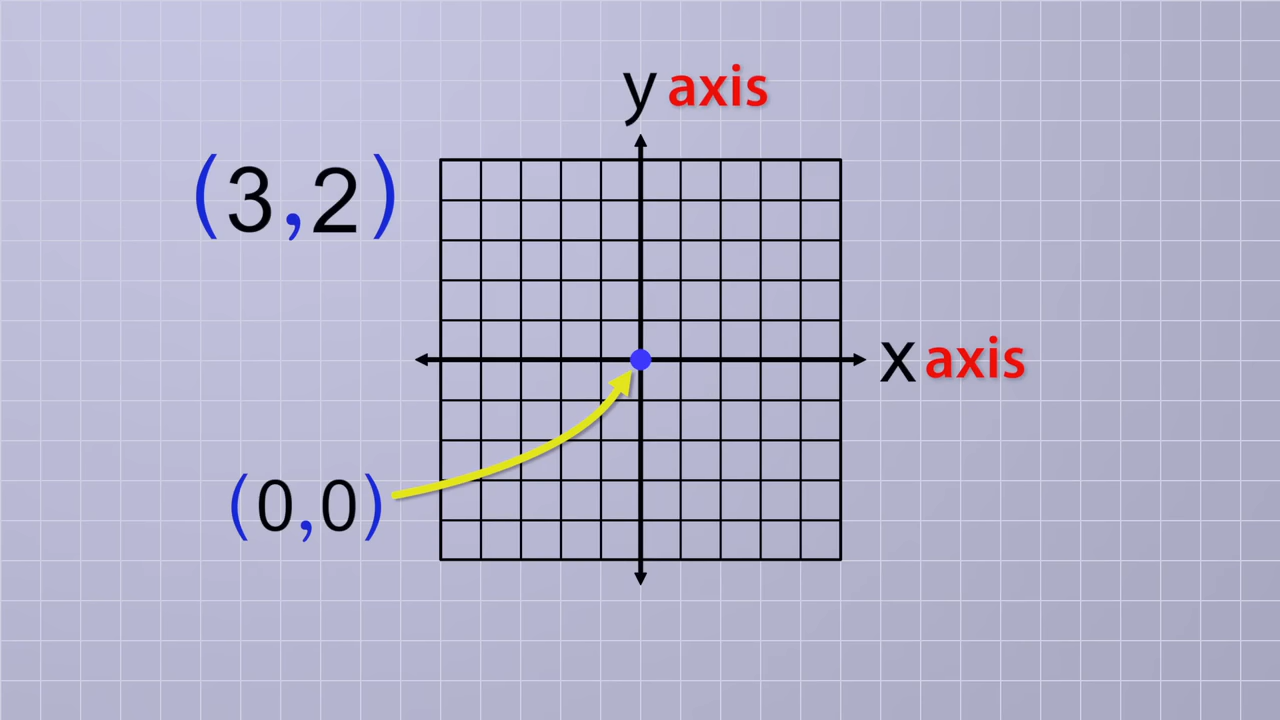 y axis
(3,2)
x axis
(0,0)